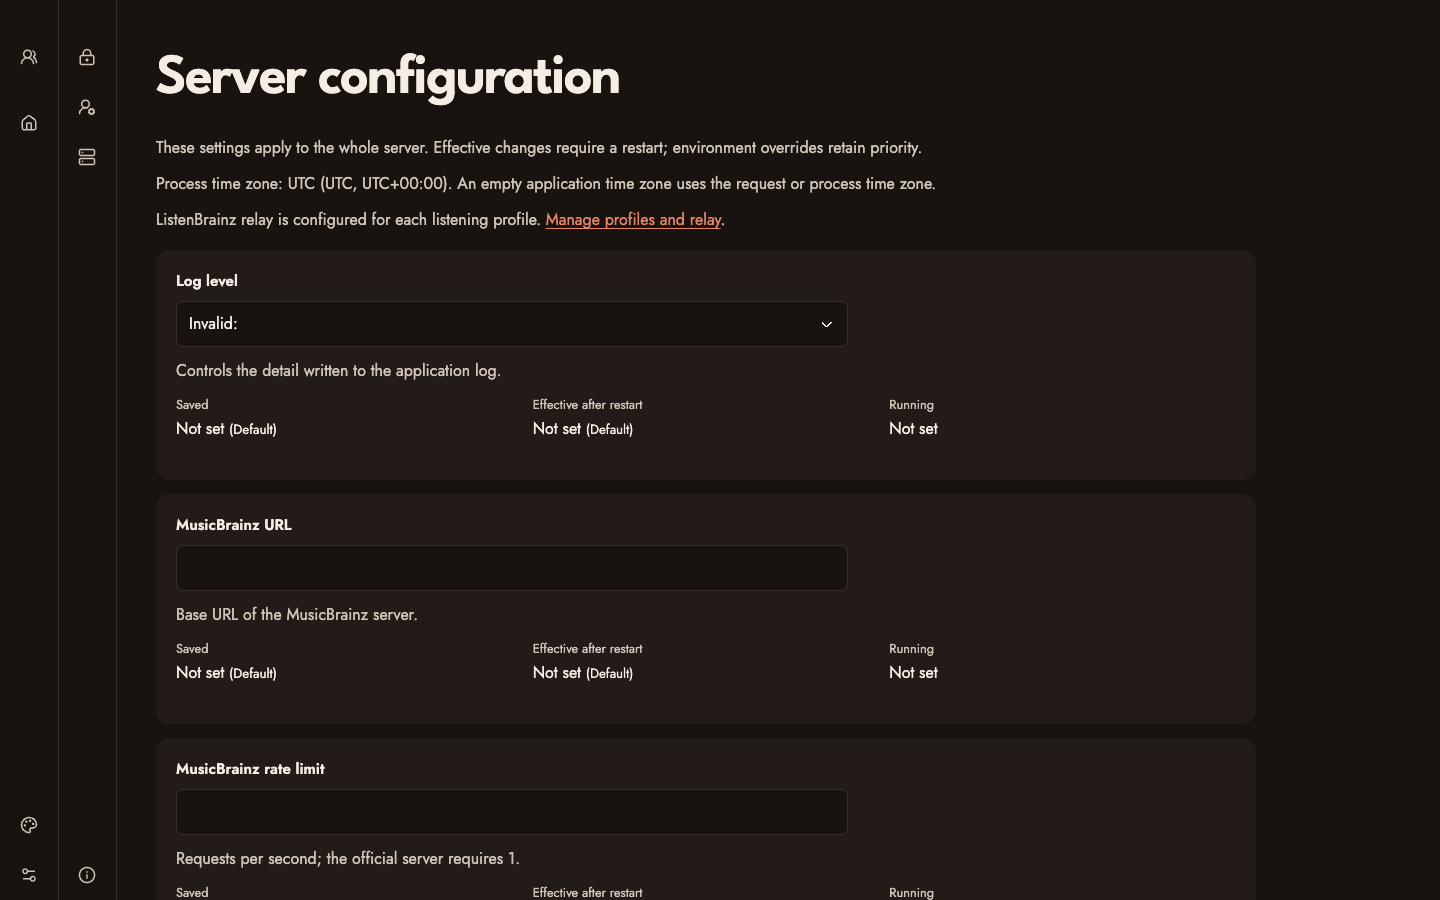 Server configuration
These settings apply to the whole server. Effective changes require a restart; environment overrides retain priority.
Process time zone: UTC (UTC, UTC+00:00). An empty application time zone uses the request or process time zone.
ListenBrainz relay is configured for each listening profile. Manage profiles and relay.
Log level
Invalid:
Controls the detail written to the application log.
Saved Effective after restart Running
Not set (Default) Not set (Default) Not set
MusicBrainz URL
Base URL of the MusicBrainz server.
Saved Effective after restart Running
Not set (Default) Not set (Default) Not set
MusicBrainz rate limit
Requests per second; the official server requires 1.
Saved Effective after restart Running